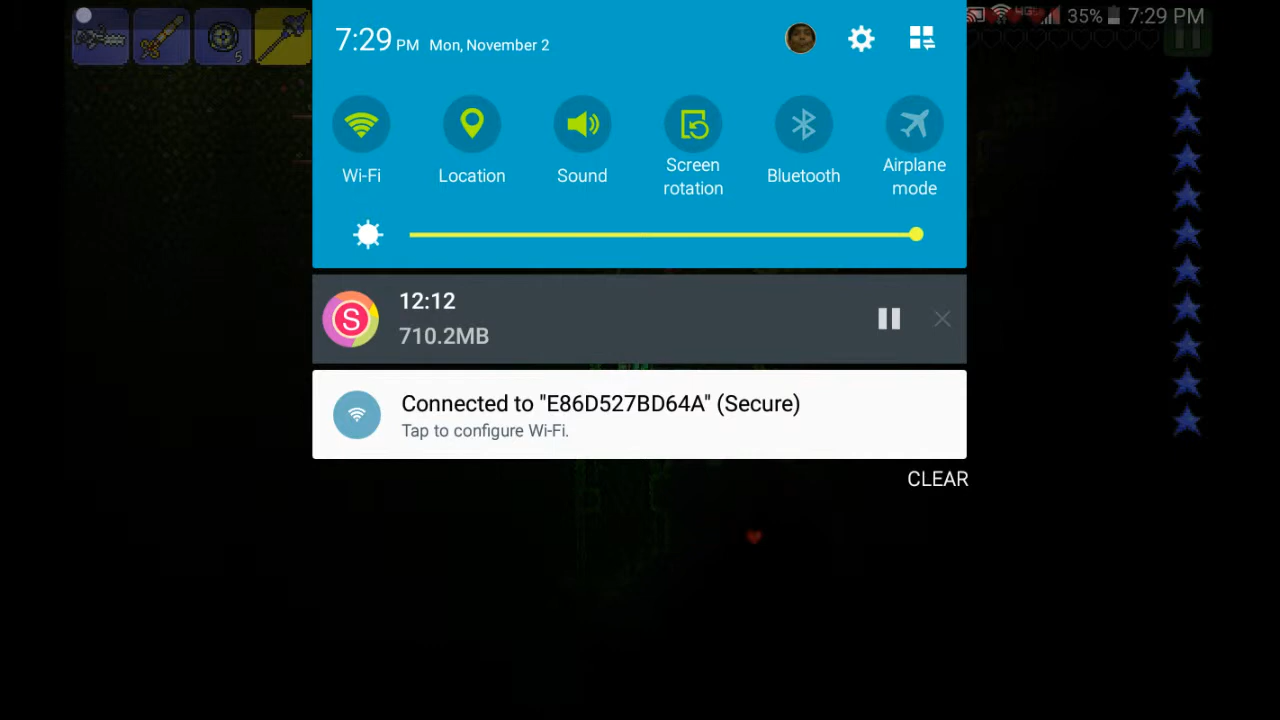 7:29 PM Mon, November 2
4G 35% 7:29 PM
5
Wi-Fi
Location
Sound
Screen
rotation
Bluetooth
Airplane
mode
S
12:12
710.2MB
Connected to "E86D527BD64A" (Secure)
Tap to configure Wi-Fi.
CLEAR